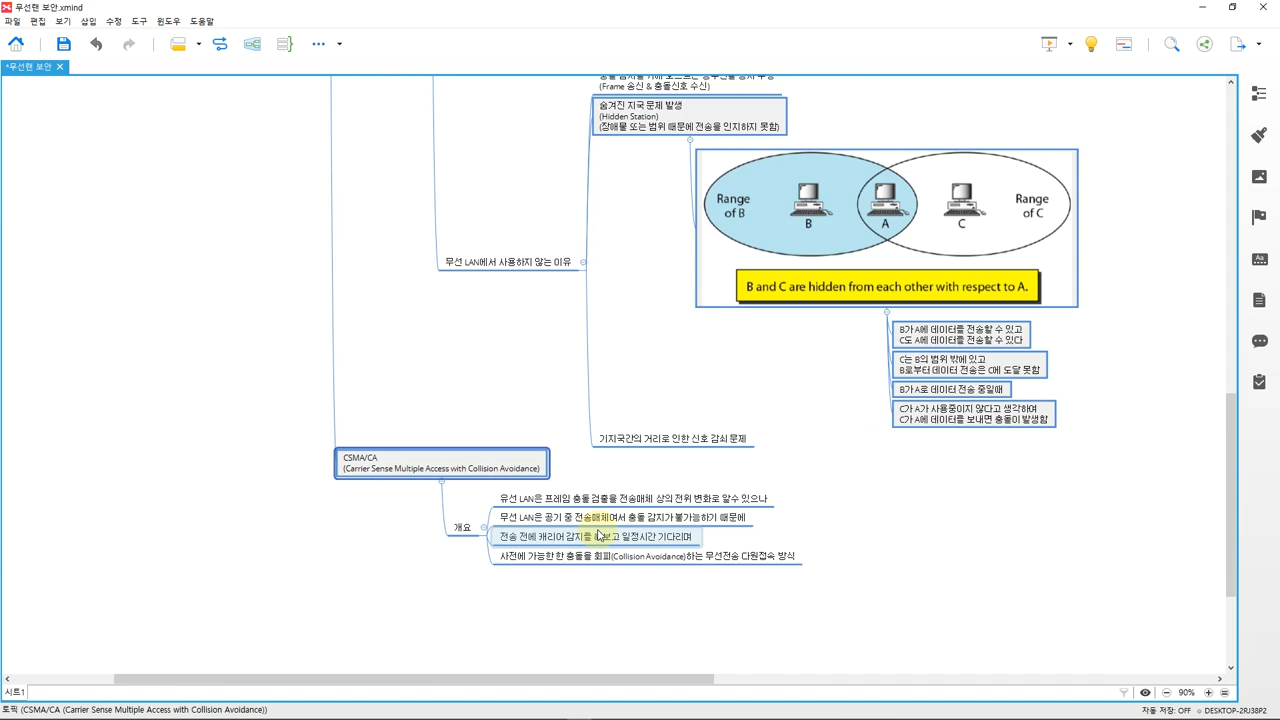 무선랜 보안.xmind
파일 편집 보기 삽입 수정 도구 윈도우 도움말
*무선랜 보안
(Frame 송신 & 충돌신호 수신)
숨겨진 지국 문제 발생
(Hidden Station)
(장애물 또는 범위 때문에 전송을 인지하지 못함)
Range of B
B
A
C
Range of C
B and C are hidden from each other with respect to A.
무선 LAN에서 사용하지 않는 이유
B가 A에 데이터를 전송할 수 있고
C도 A에 데이터를 전송할 수 있다
C는 B의 범위 밖에 있고
B로부터 데이터 전송은 C에 도달 못함
B가 A로 데이터 전송 중일때
C가 A가 사용중이지 않다고 생각하여
C가 A에 데이터를 보내면 충돌이 발생함
기지국간의 거리로 인한 신호 감쇠 문제
CSMA/CA
(Carrier Sense Multiple Access with Collision Avoidance)
개요
유선 LAN은 프레임 충돌 검출을 전송매체 상의 전위 변화로 알수 있으나
무선 LAN은 공기 중 전송매체여서 충돌 감지가 불가능하기 때문에
전송 전에 캐리어 감지를 해보고 일정시간 기다리며
사전에 가능한한 충돌을 회피(Collision Avoidance)하는 무선전송 다원접속 방식
시트1
90%
토픽 (CSMA/CA (Carrier Sense Multiple Access with Collision Avoidance))
자동 저장: OFF
DESKTOP-2RJ38P2